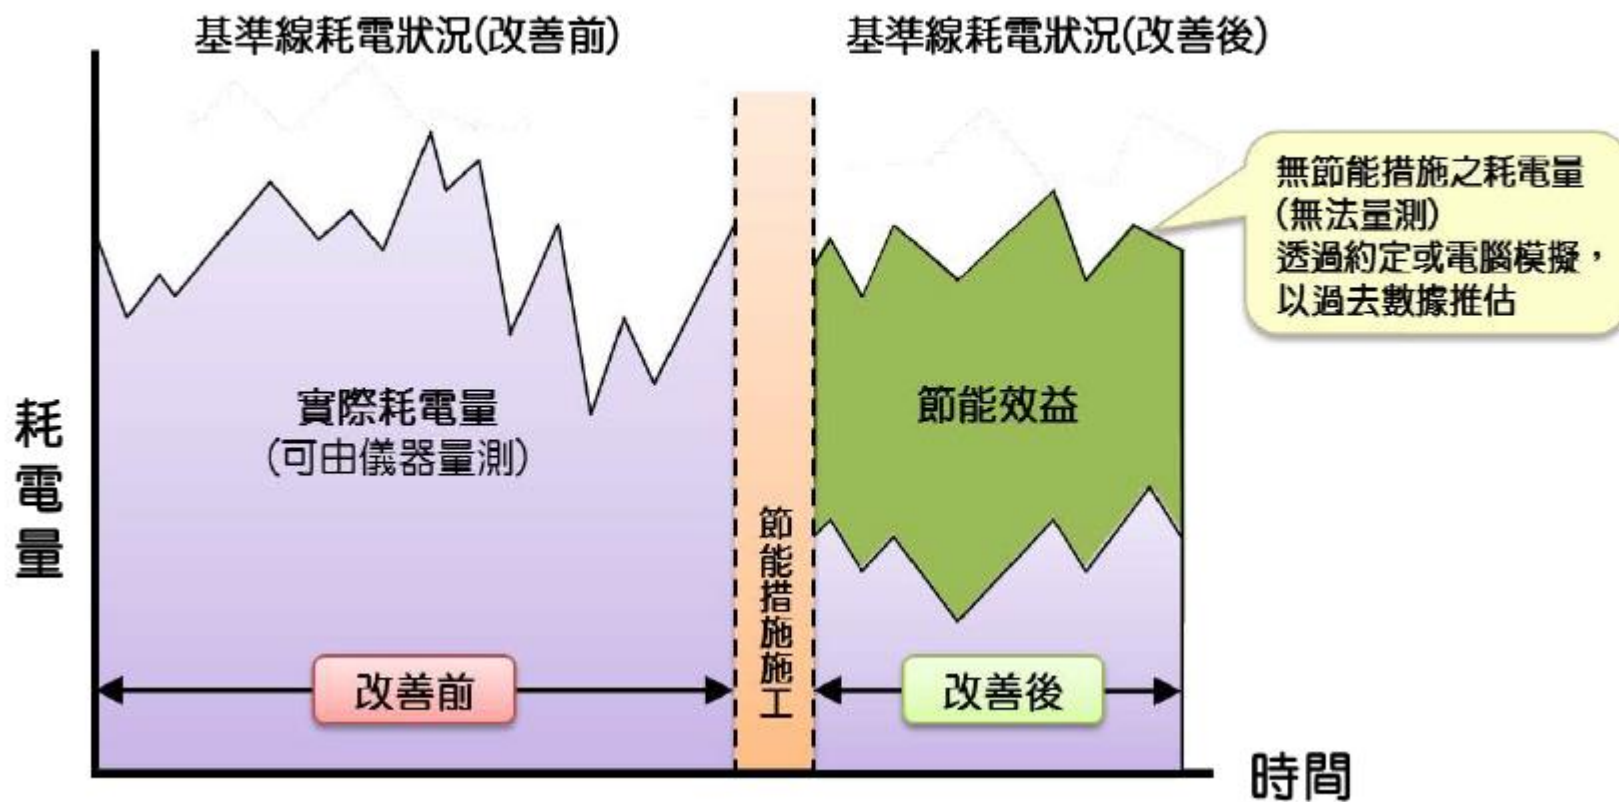 基準線耗電狀況(改善前)
基準線耗電狀況(改善後)
無節能措施之耗電量
(無法量測)
透過約定或電腦模擬，
以過去數據推估
耗電量
實際耗電量
(可由儀器量測)
節能效益
節能措施施工
改善前
改善後
時間